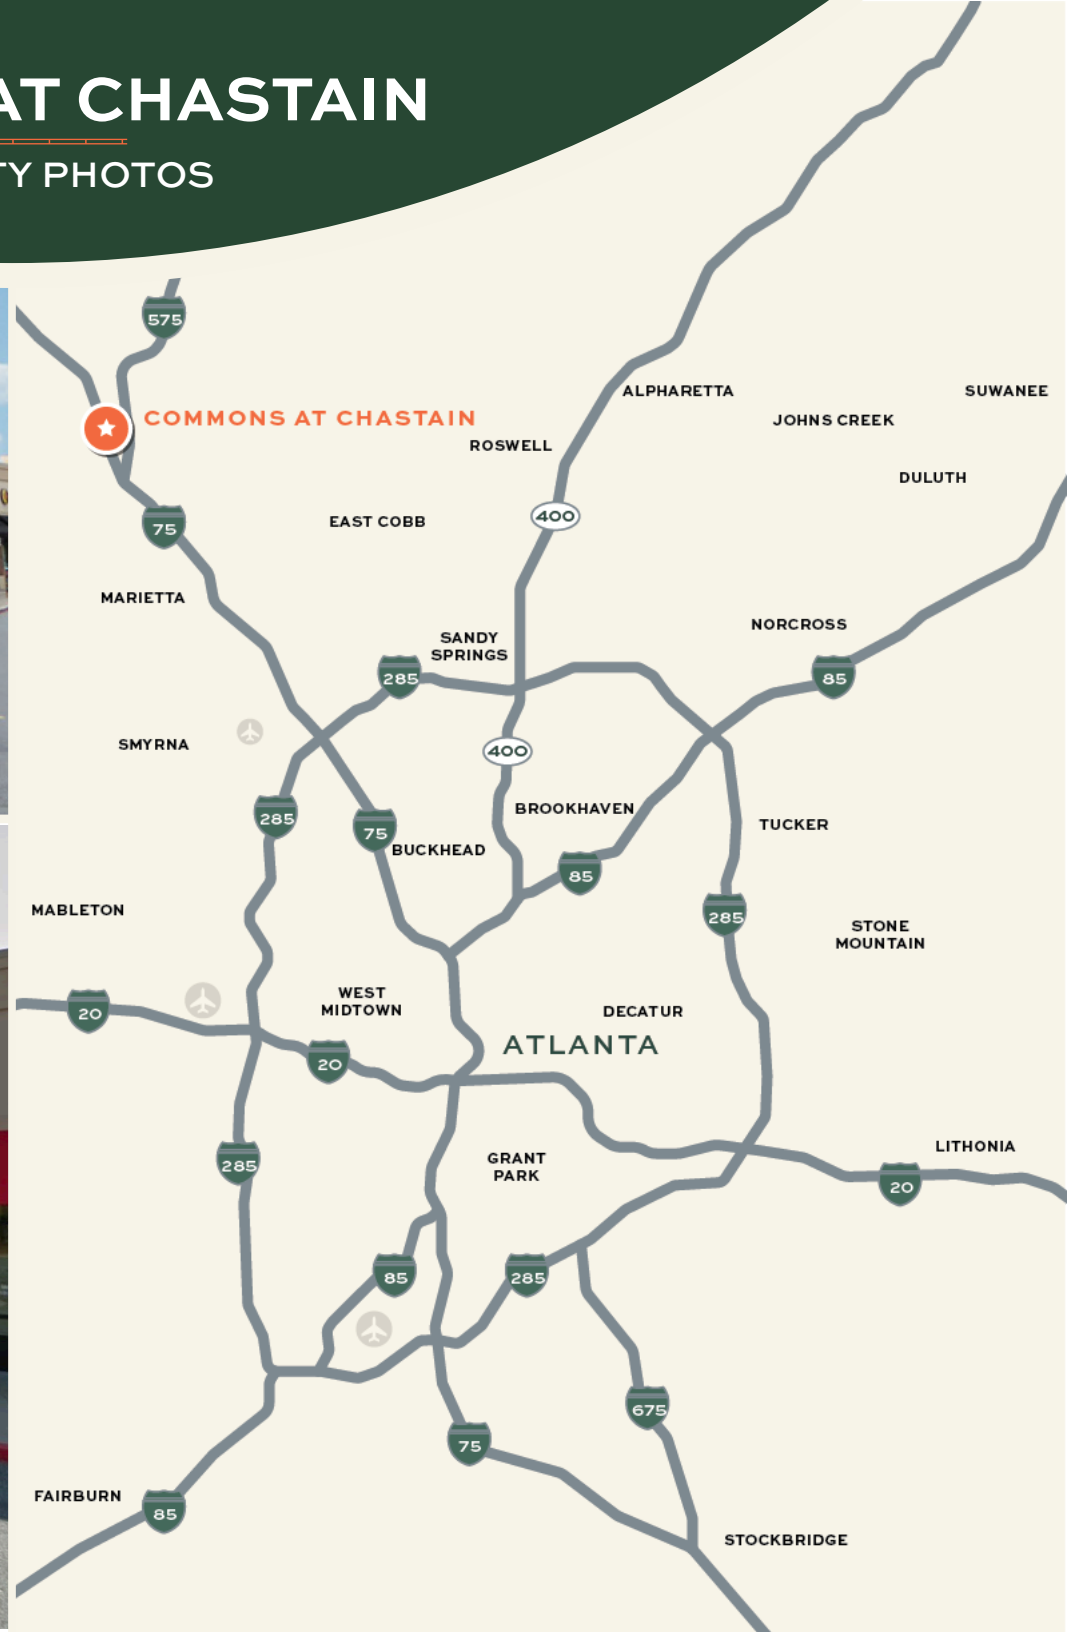 AT CHASTAIN
TY PHOTOS
575
COMMONS AT CHASTAIN
ALPHARETTA
SUWANEE
JOHNS CREEK
ROSWELL
DULUTH
400
EAST COBB
75
MARIETTA
NORCROSS
SANDY
SPRINGS
285
85
SMYRNA
400
BROOKHAVEN
285
75
TUCKER
BUCKHEAD
85
MABLETON
285
STONE
MOUNTAIN
WEST
MIDTOWN
20
DECATUR
ATLANTA
20
LITHONIA
285
GRANT
PARK
20
85
285
675
75
FAIRBURN
85
STOCKBRIDGE